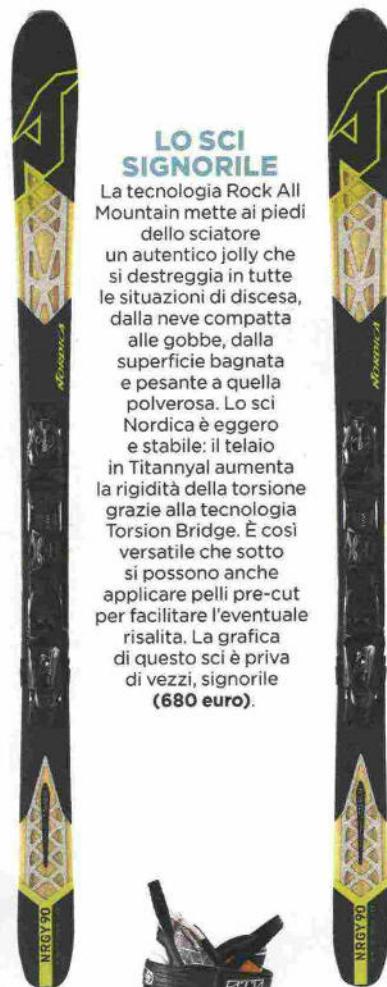 LO SCI
SIGNORILE
La tecnologia Rock All
Mountain mette ai piedi
dello sciatore
un autentico jolly che
si destreggia in tutte
le situazioni di discesa,
dalla neve compatta
alle gobbe, dalla
superficie bagnata
e pesante a quella
polverosa. Lo sci
Nordica è eggero
e stabile: il telaio
in Titannyal aumenta
la rigidità della torsione
grazie alla tecnologia
Torsion Bridge. È così
versatile che sotto
si possono anche
applicare pelli pre-cut
per facilitare l'eventuale
risalita. La grafica
di questo sci è priva
di vezzi, signorile
(680 euro).
NORDICA
NRGY 90
NORDICA
NRGY 90